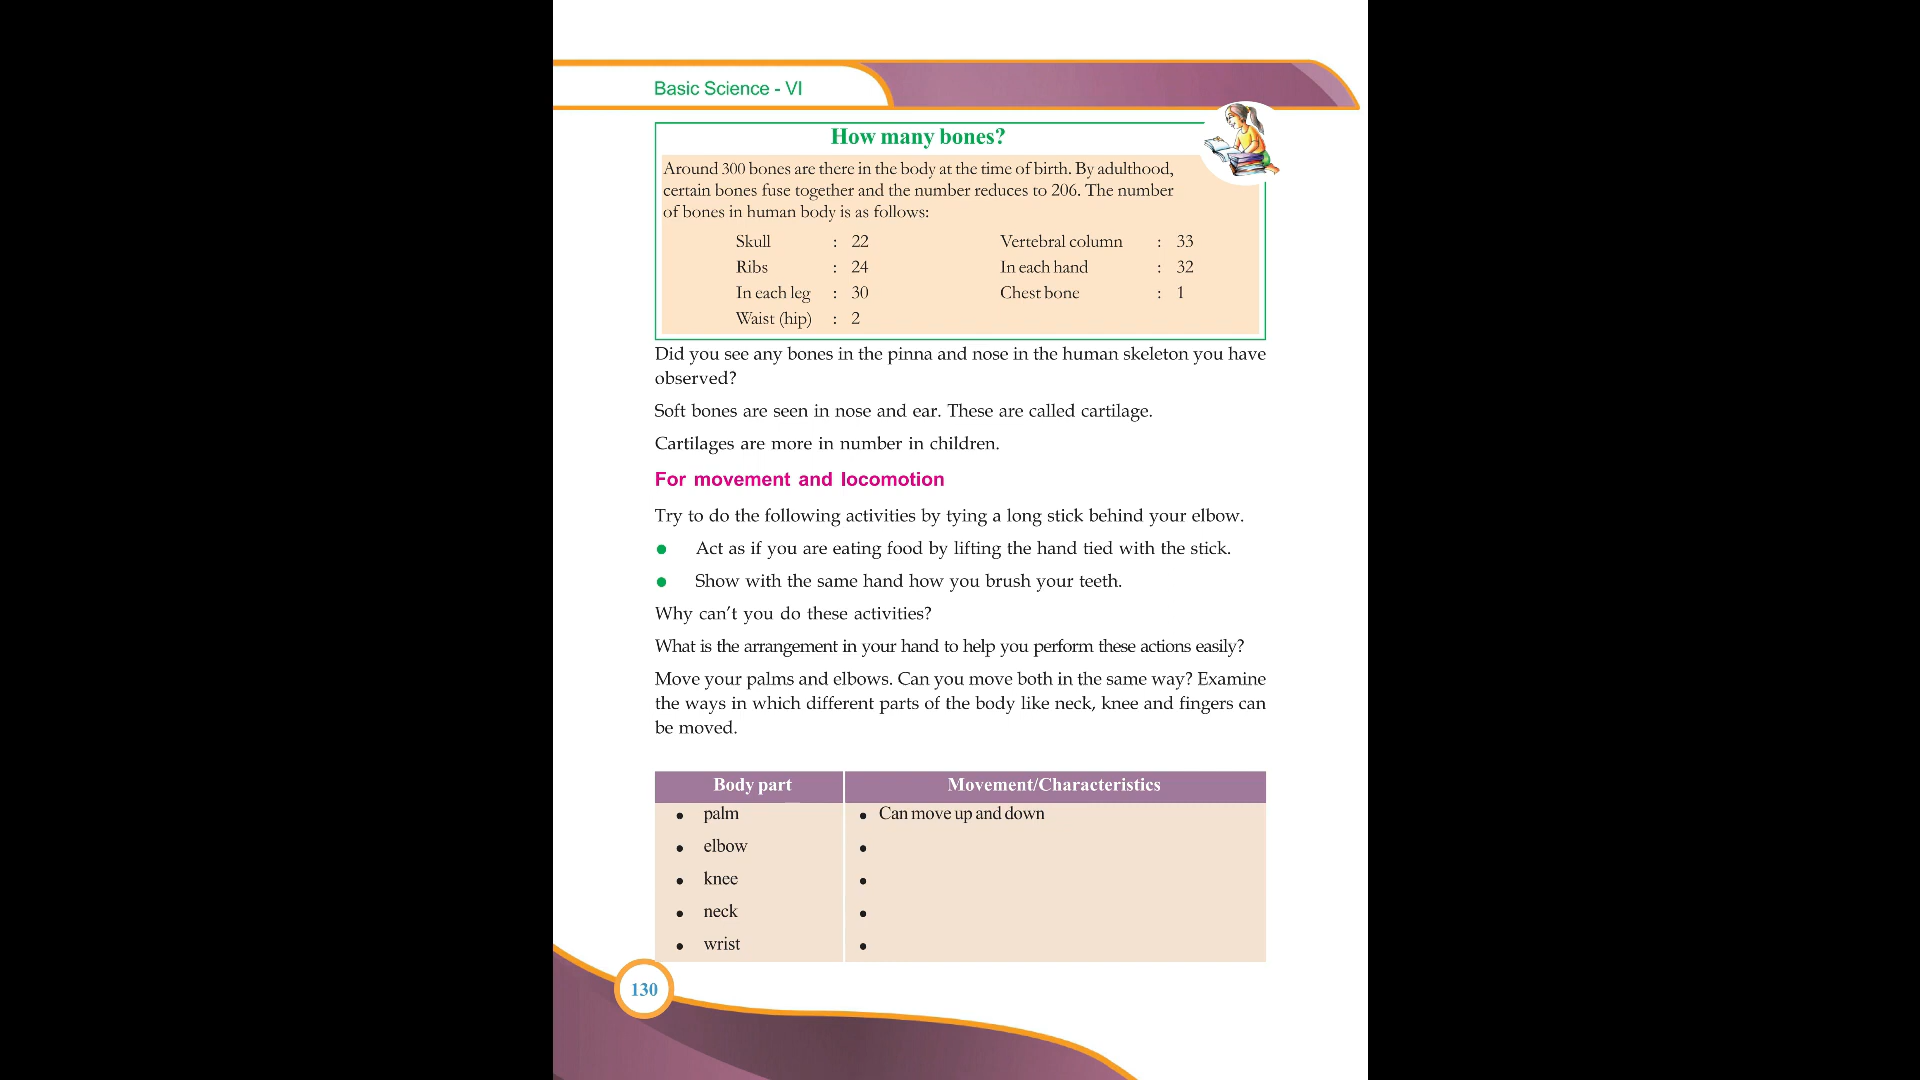 Basic Science - VI
How many bones?
Around 300 bones are there in the body at the time of birth. By adulthood,
certain bones fuse together and the number reduces to 206. The number
of bones in human body is as follows:
Skull : 22 Vertebral column : 33
Ribs : 24 In each hand : 32
In each leg : 30 Chest bone : 1
Waist (hip) : 2
Did you see any bones in the pinna and nose in the human skeleton you have
observed?
Soft bones are seen in nose and ear. These are called cartilage.
Cartilages are more in number in children.
For movement and locomotion
Try to do the following activities by tying a long stick behind your elbow.
● Act as if you are eating food by lifting the hand tied with the stick.
● Show with the same hand how you brush your teeth.
Why can't you do these activities?
What is the arrangement in your hand to help you perform these actions easily?
Move your palms and elbows. Can you move both in the same way? Examine
the ways in which different parts of the body like neck, knee and fingers can
be moved.
Body part Movement/Characteristics
● palm ● Can move up and down
● elbow ●
● knee ●
● neck ●
● wrist ●
130